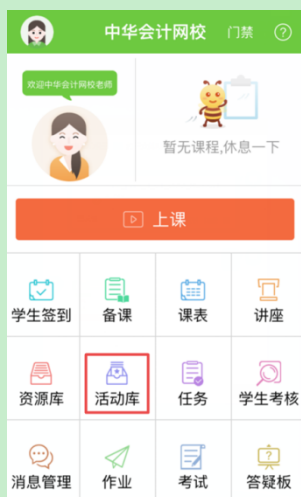 中华会计网校 门禁 ?
欢迎中华会计网校老师
暂无课程,休息一下
上课
学生签到 备课 课表 讲座
资源库 活动库 任务 学生考核
消息管理 作业 考试 答疑板